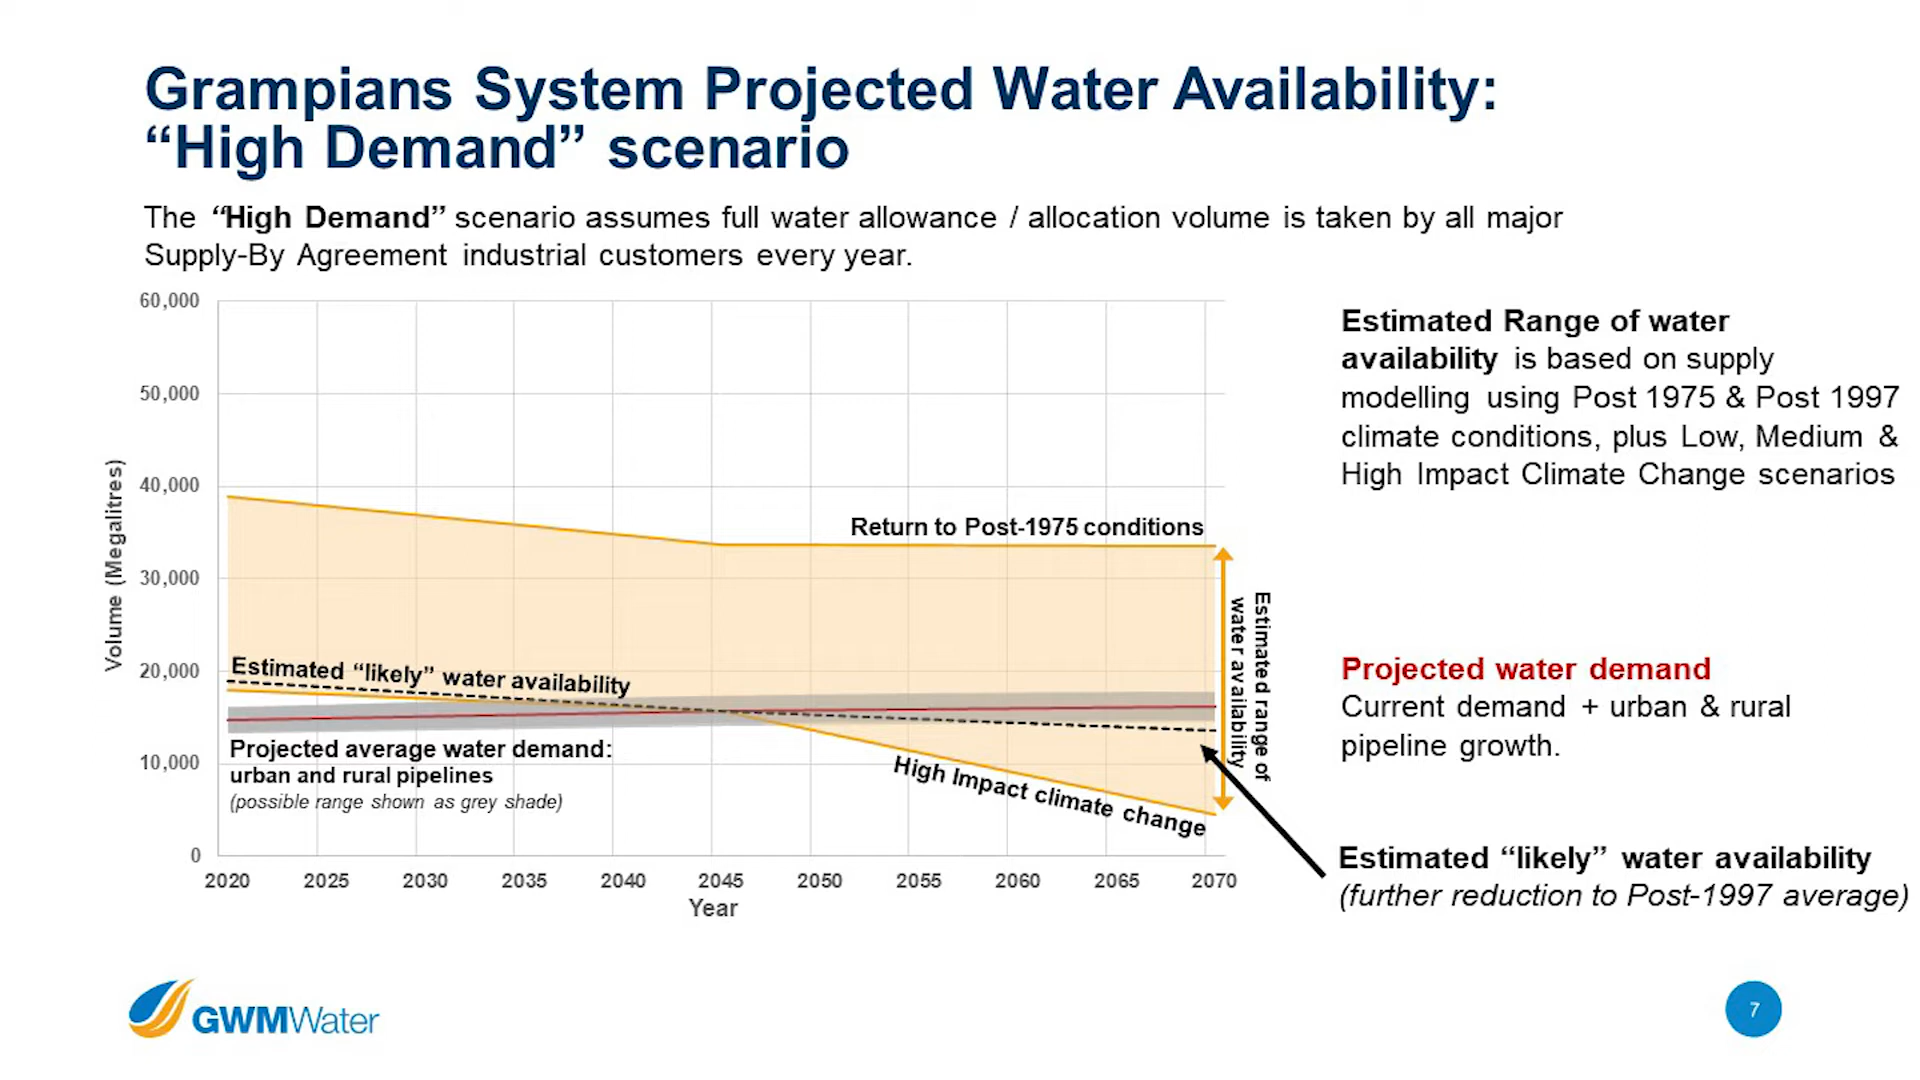 Grampians System Projected Water Availability:
“High Demand” scenario
The “High Demand” scenario assumes full water allowance / allocation volume is taken by all major
Supply-By Agreement industrial customers every year.
60,000
50,000
40,000
30,000
20,000
10,000
0
Volume (Megalitres)
2020 2025 2030 2035 2040 2045 2050 2055 2060 2065 2070
Year
Return to Post-1975 conditions
Estimated “likely” water availability
Projected average water demand:
urban and rural pipelines
(possible range shown as grey shade)
High Impact climate change
Estimated range of
water availability
Estimated Range of water
availability is based on supply
modelling using Post 1975 & Post 1997
climate conditions, plus Low, Medium &
High Impact Climate Change scenarios
Projected water demand
Current demand + urban & rural
pipeline growth.
Estimated “likely” water availability
(further reduction to Post-1997 average)
GWMWater
7